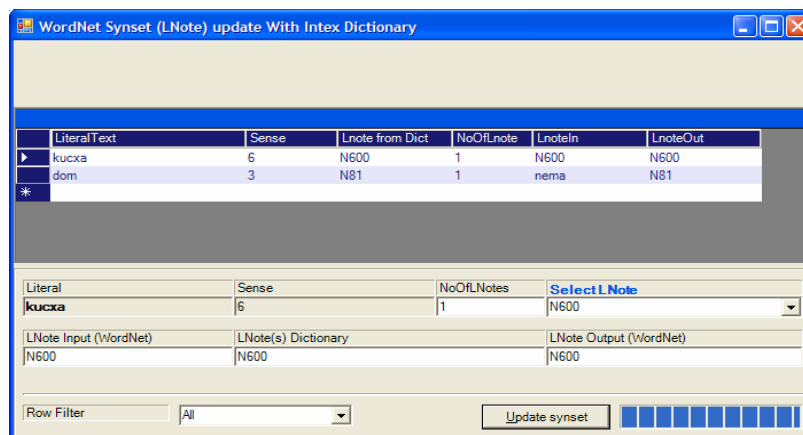 WordNet Synset (LNote) update With Intex Dictionary
LiteralText Sense Lnote from Dict NoOfLnote LnoteIn LnoteOut
kucxa 6 N600 1 N600 N600
dom 3 N81 1 nema N81
Literal Sense NoOfLNotes SelectLNote
kucxa 6 1 N600
LNote Input (WordNet) LNote(s) Dictionary LNote Output (WordNet)
N600 N600 N600
Row Filter All Update synset